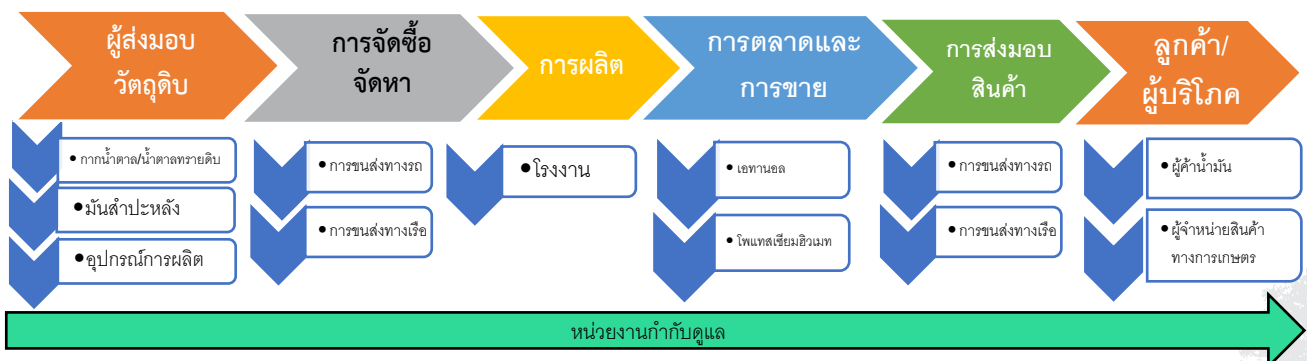 ผู้ส่งมอบ
วัตถุดิบ
การจัดซื้อ
จัดหา
การผลิต
การตลาดและ
การขาย
การส่งมอบ
สินค้า
ลูกค้า/
ผู้บริโภค
• กากน้ำตาล/น้ำตาลทรายดิบ
• มันสำปะหลัง
• อุปกรณ์การผลิต
• การขนส่งทางรถ
• การขนส่งทางเรือ
• โรงงาน
• เอทานอล
• โพแทสเซียมฮิวเมท
• การขนส่งทางรถ
• การขนส่งทางเรือ
• ผู้ค้าน้ำมัน
• ผู้จำหน่ายสินค้า
ทางการเกษตร
หน่วยงานกำกับดูแล